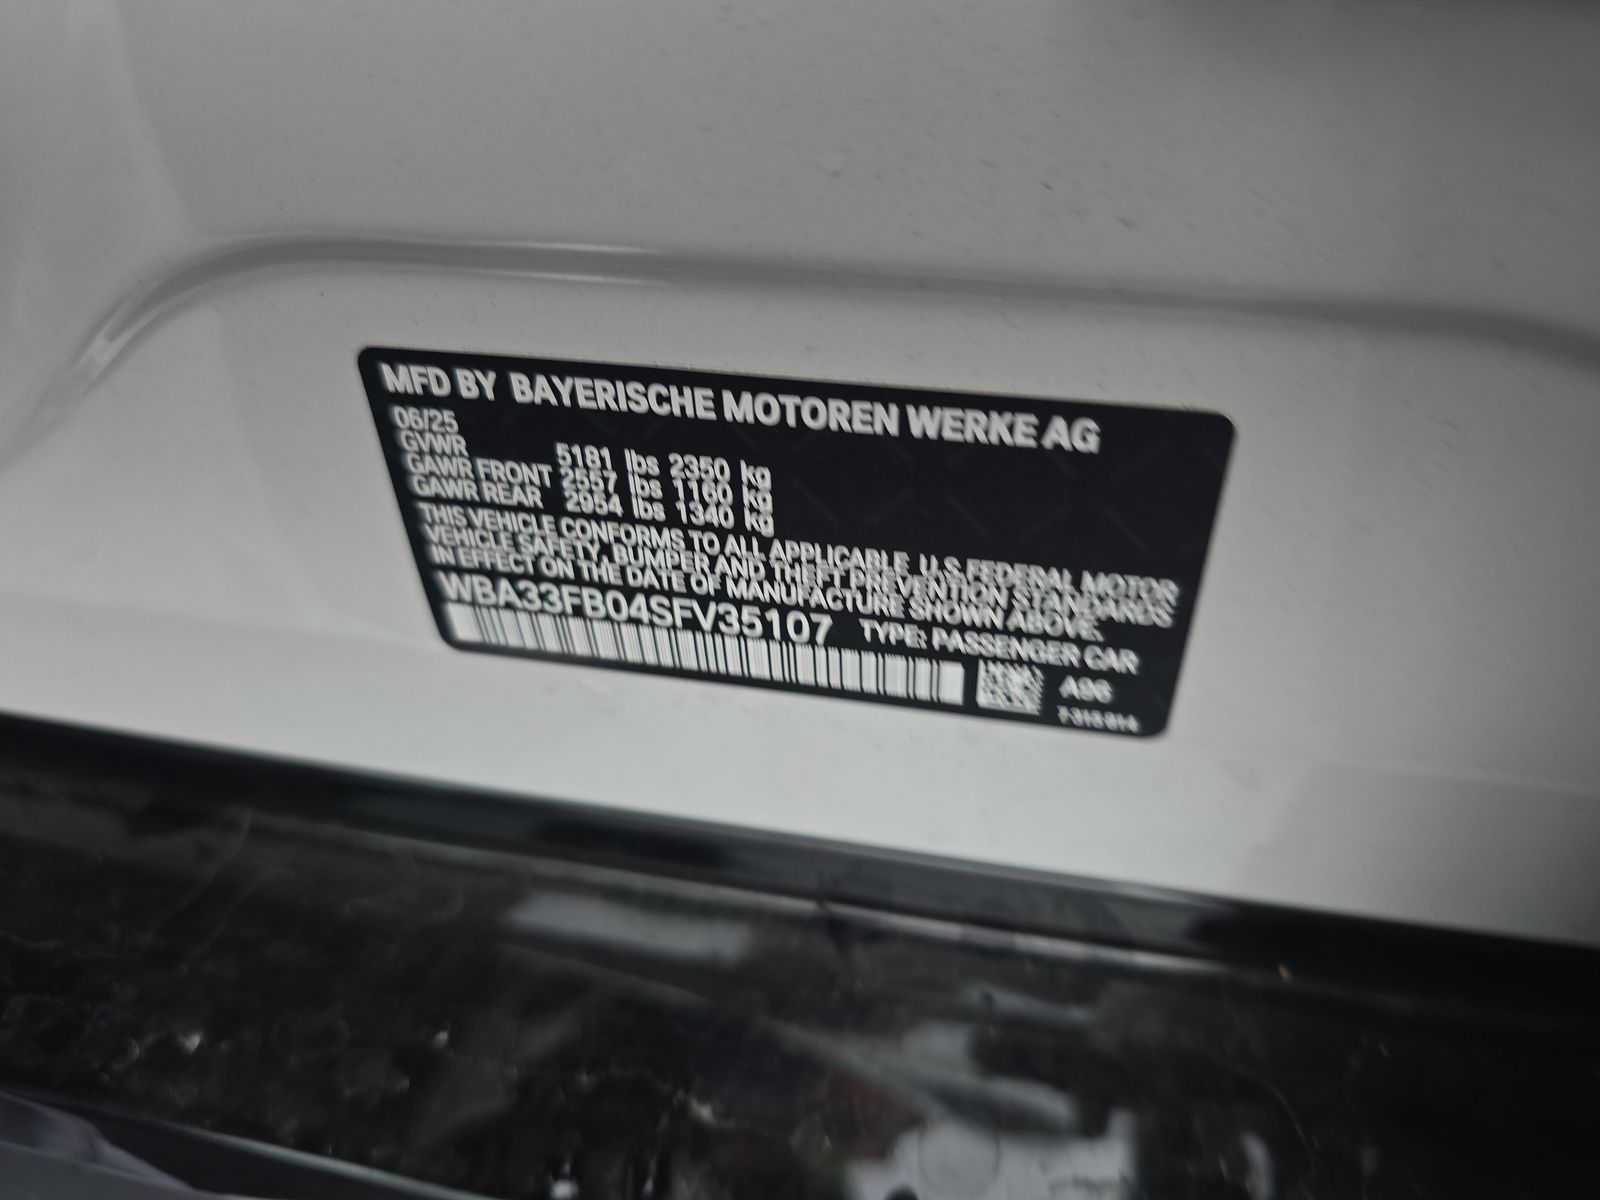 MFD BY BAYERISCHE MOTOREN WERKE AG
06/25
GVWR 5181 lbs 2350 kg
GAWR FRONT 2557 lbs 1160 kg
GAWR REAR 2954 lbs 1340 kg
THIS VEHICLE CONFORMS TO ALL APPLICABLE U.S.FEDERAL MOTOR
VEHICLE SAFETY, BUMPER AND THEFT PREVENTION STANDARDS
IN EFFECT ON THE DATE OF MANUFACTURE SHOWN ABOVE.
WBA33FB04SFV35107 TYPE: PASSENGER CAR